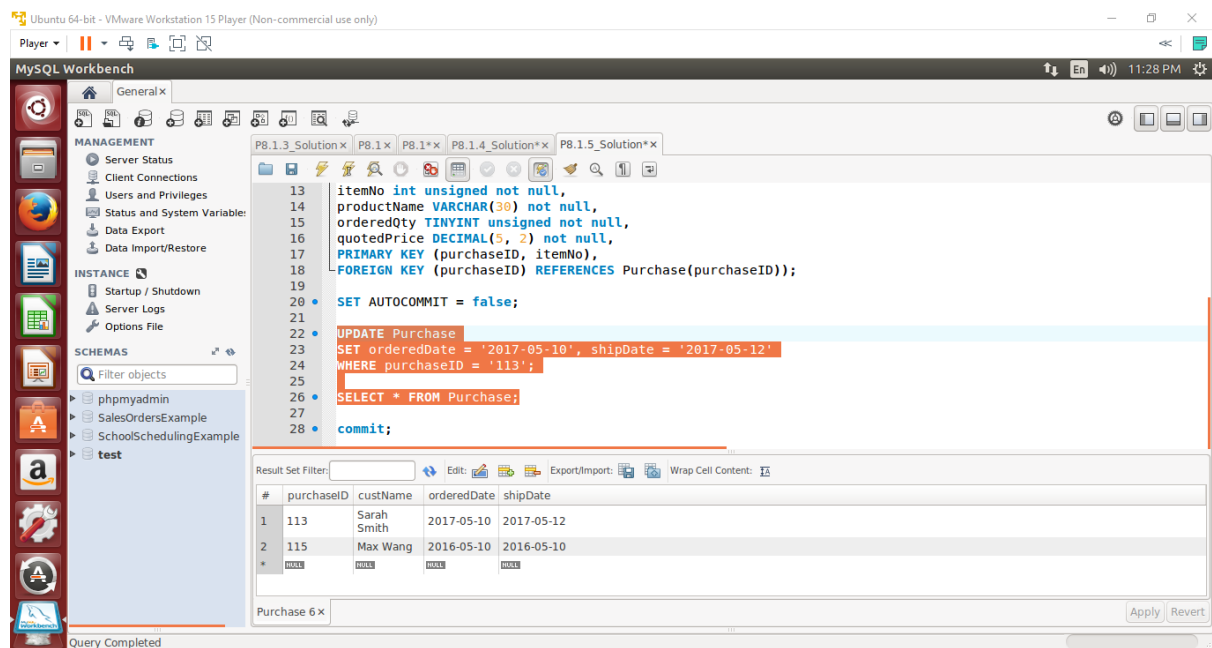 Ubuntu 64-bit - VMware Workstation 15 Player (Non-commercial use only)
Player
MySQL Workbench
En 11:28 PM
General ×
MANAGEMENT
Server Status
Client Connections
Users and Privileges
Status and System Variable:
Data Export
Data Import/Restore
INSTANCE
Startup / Shutdown
Server Logs
Options File
SCHEMAS
Filter objects
phpmyadmin
SalesOrdersExample
SchoolSchedulingExample
test
P8.1.3_Solution × P8.1 × P8.1* × P8.1.4_Solution* × P8.1.5_Solution* ×
13 itemNo int unsigned not null,
14 productName VARCHAR(30) not null,
15 orderedQty TINYINT unsigned not null,
16 quotedPrice DECIMAL(5, 2) not null,
17 PRIMARY KEY (purchaseID, itemNo),
18 FOREIGN KEY (purchaseID) REFERENCES Purchase(purchaseID));
19
20 SET AUTOCOMMIT = false;
21
22 UPDATE Purchase
23 SET orderedDate = '2017-05-10', shipDate = '2017-05-12'
24 WHERE purchaseID = '113';
25
26 SELECT * FROM Purchase;
27
28 commit;
Result Set Filter: Edit: Export/Import: Wrap Cell Content:
# purchaseID custName orderedDate shipDate
1 113 Sarah Smith 2017-05-10 2017-05-12
2 115 Max Wang 2016-05-10 2016-05-10
* NULL NULL NULL NULL
Purchase 6 × Apply Revert
Query Completed